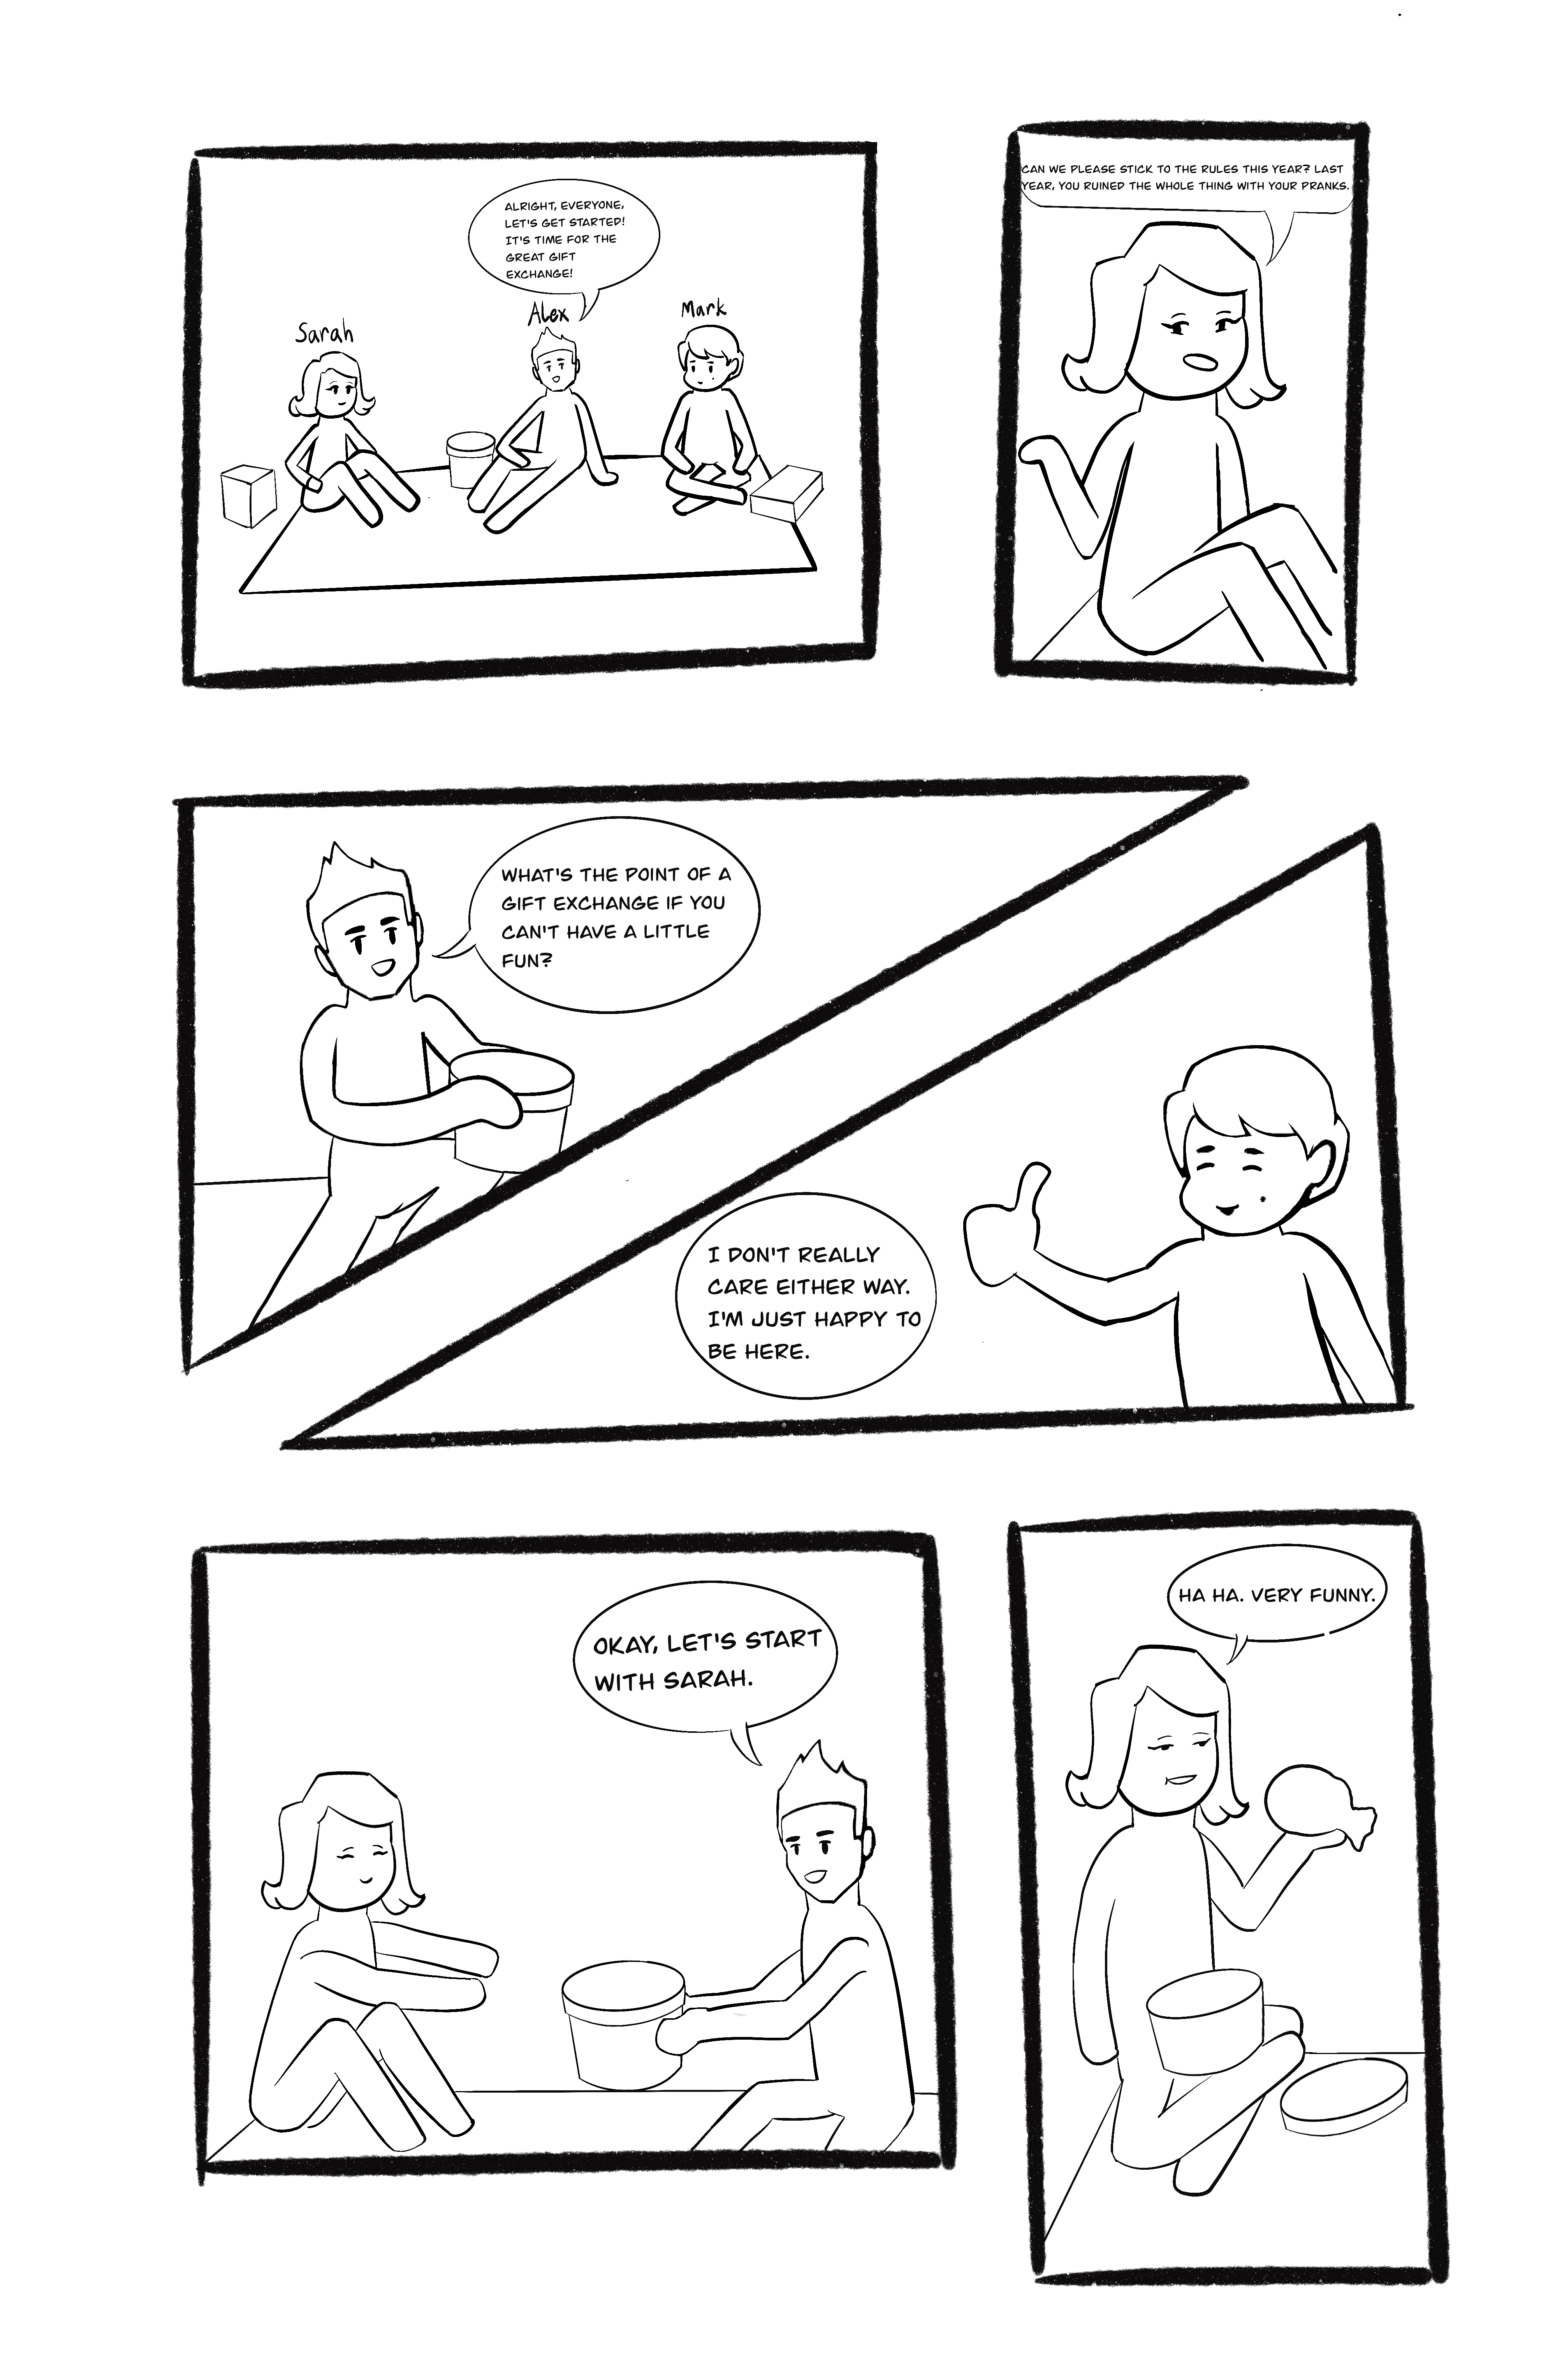 ALRIGHT, EVERYONE,
LET'S GET STARTED!
IT'S TIME FOR THE
GREAT GIFT
EXCHANGE!
Sarah
Alex
Mark
CAN WE PLEASE STICK TO THE RULES THIS YEAR? LAST
YEAR, YOU RUINED THE WHOLE THING WITH YOUR PRANKS.
WHAT'S THE POINT OF A
GIFT EXCHANGE IF YOU
CAN'T HAVE A LITTLE
FUN?
I DON'T REALLY
CARE EITHER WAY.
I'M JUST HAPPY TO
BE HERE.
OKAY, LET'S START
WITH SARAH.
HA HA. VERY FUNNY.